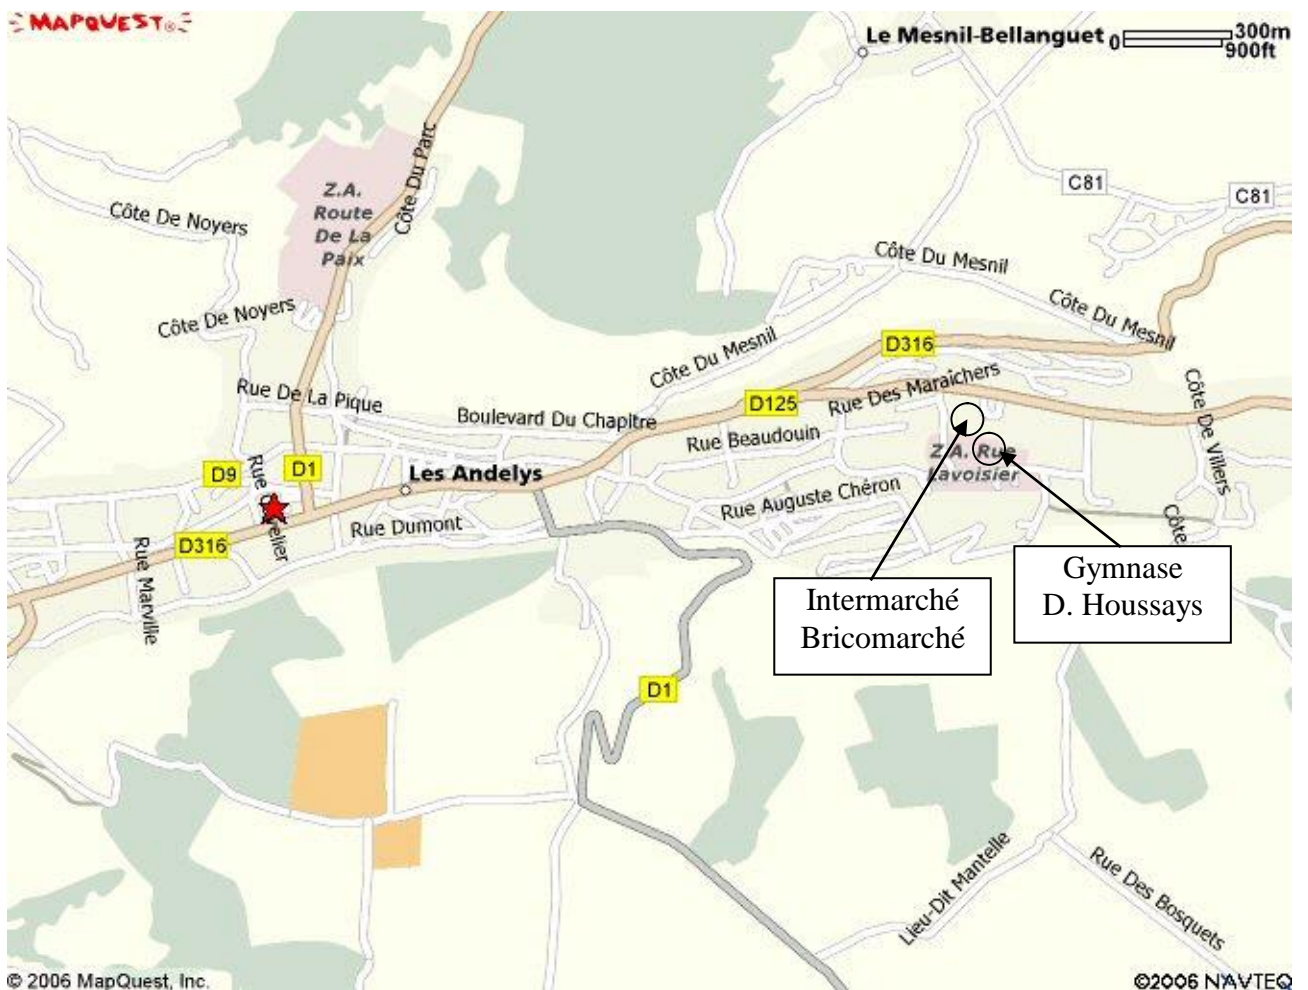 MAPQUEST®
Le Mesnil-Bellanguet
0
300m
900ft
Côte Du Parc
Z.A.
Route
De La
Paix
C81
C81
Côte De Noyers
Côte Du Mesnil
Côte De Noyers
Côte Du Mesnil
Côte Du Mesnil
D316
Rue De La Pique
Rue Des Maraîchers
Côte De Villers
D125
Boulevard Du Chapitre
Rue Beaudouin
Z.A. Rue
Lavoisier
D9
D1
Les Andelys
Rue Auguste Chéron
Rue Dumont
Côte
D316
Rue Marville
Intermarché
Bricomarché
Gymnase
D. Houssays
D1
Lieu-Dit Mantelle
Rue Des Bosquets
© 2006 MapQuest, Inc.
©2006 NAVTEQ